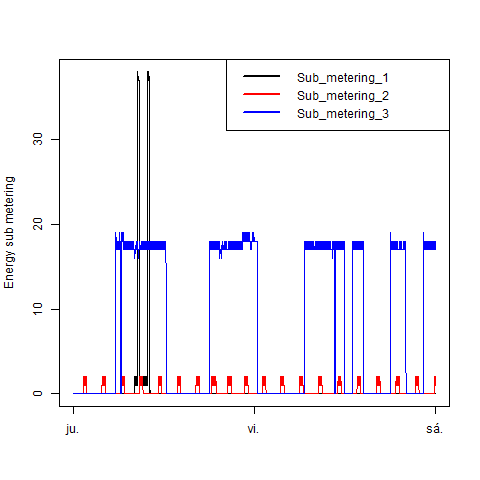 Sub_metering_1
Sub_metering_2
Sub_metering_3
Energy sub metering
30
20
10
0
ju.
vi.
sá.